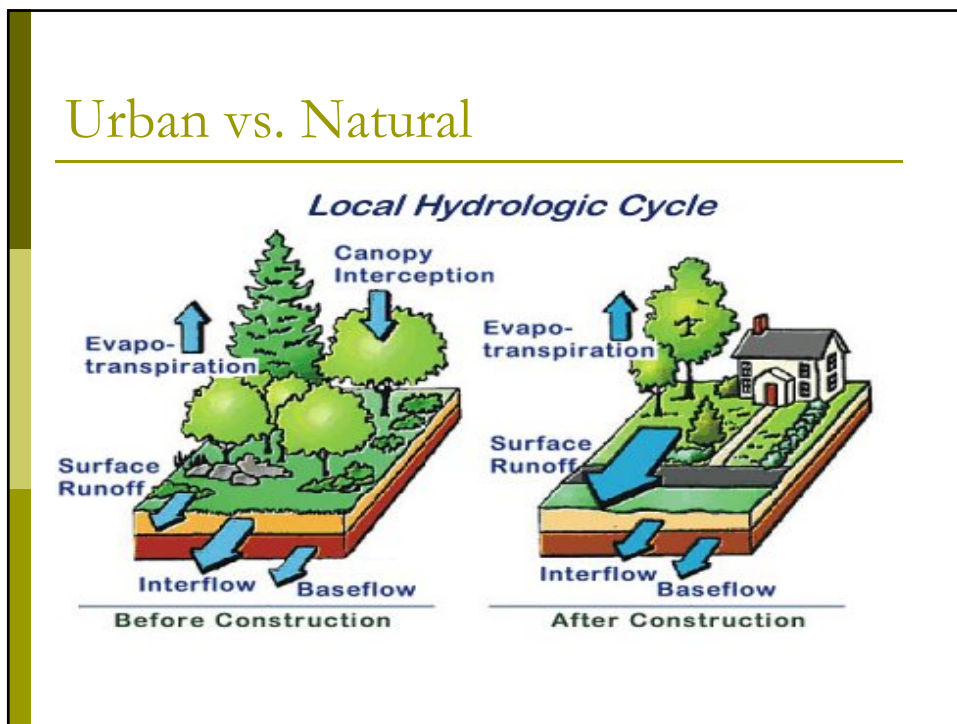 Urban vs. Natural
Local Hydrologic Cycle
Canopy
Interception
Evapo-
transpiration
Surface
Runoff
Interflow
Baseflow
Before Construction
Evapo-
transpiration
Surface
Runoff
Interflow
Baseflow
After Construction